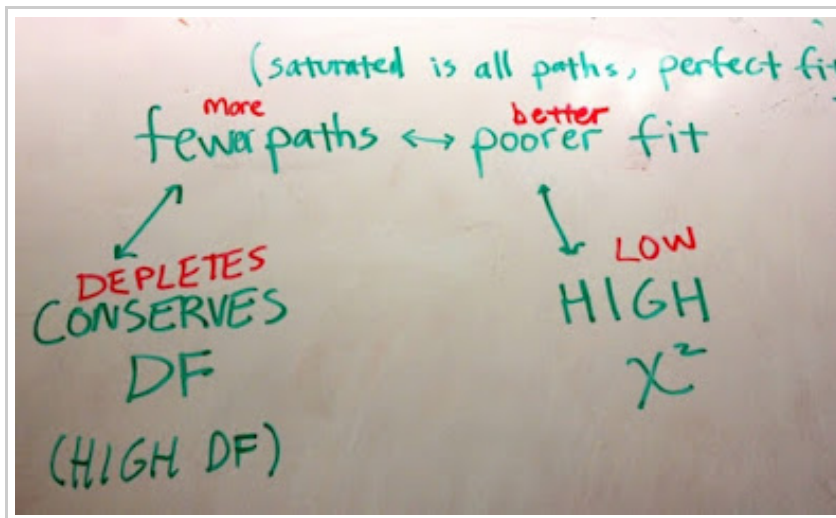 (saturated is all paths, perfect fit
more better
fewer paths ↔ poorer fit
DEPLETES LOW
CONSERVES HIGH
DF χ²
(HIGH DF)